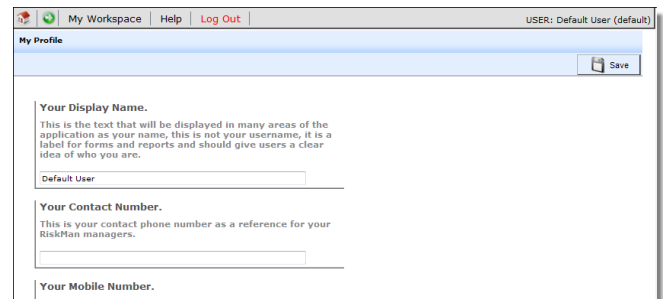 My Workspace Help Log Out USER: Default User (default)
My Profile
Save
Your Display Name.
This is the text that will be displayed in many areas of the
application as your name, this is not your username, it is a
label for forms and reports and should give users a clear
idea of who you are.
Default User
Your Contact Number.
This is your contact phone number as a reference for your
RiskMan managers.
Your Mobile Number.